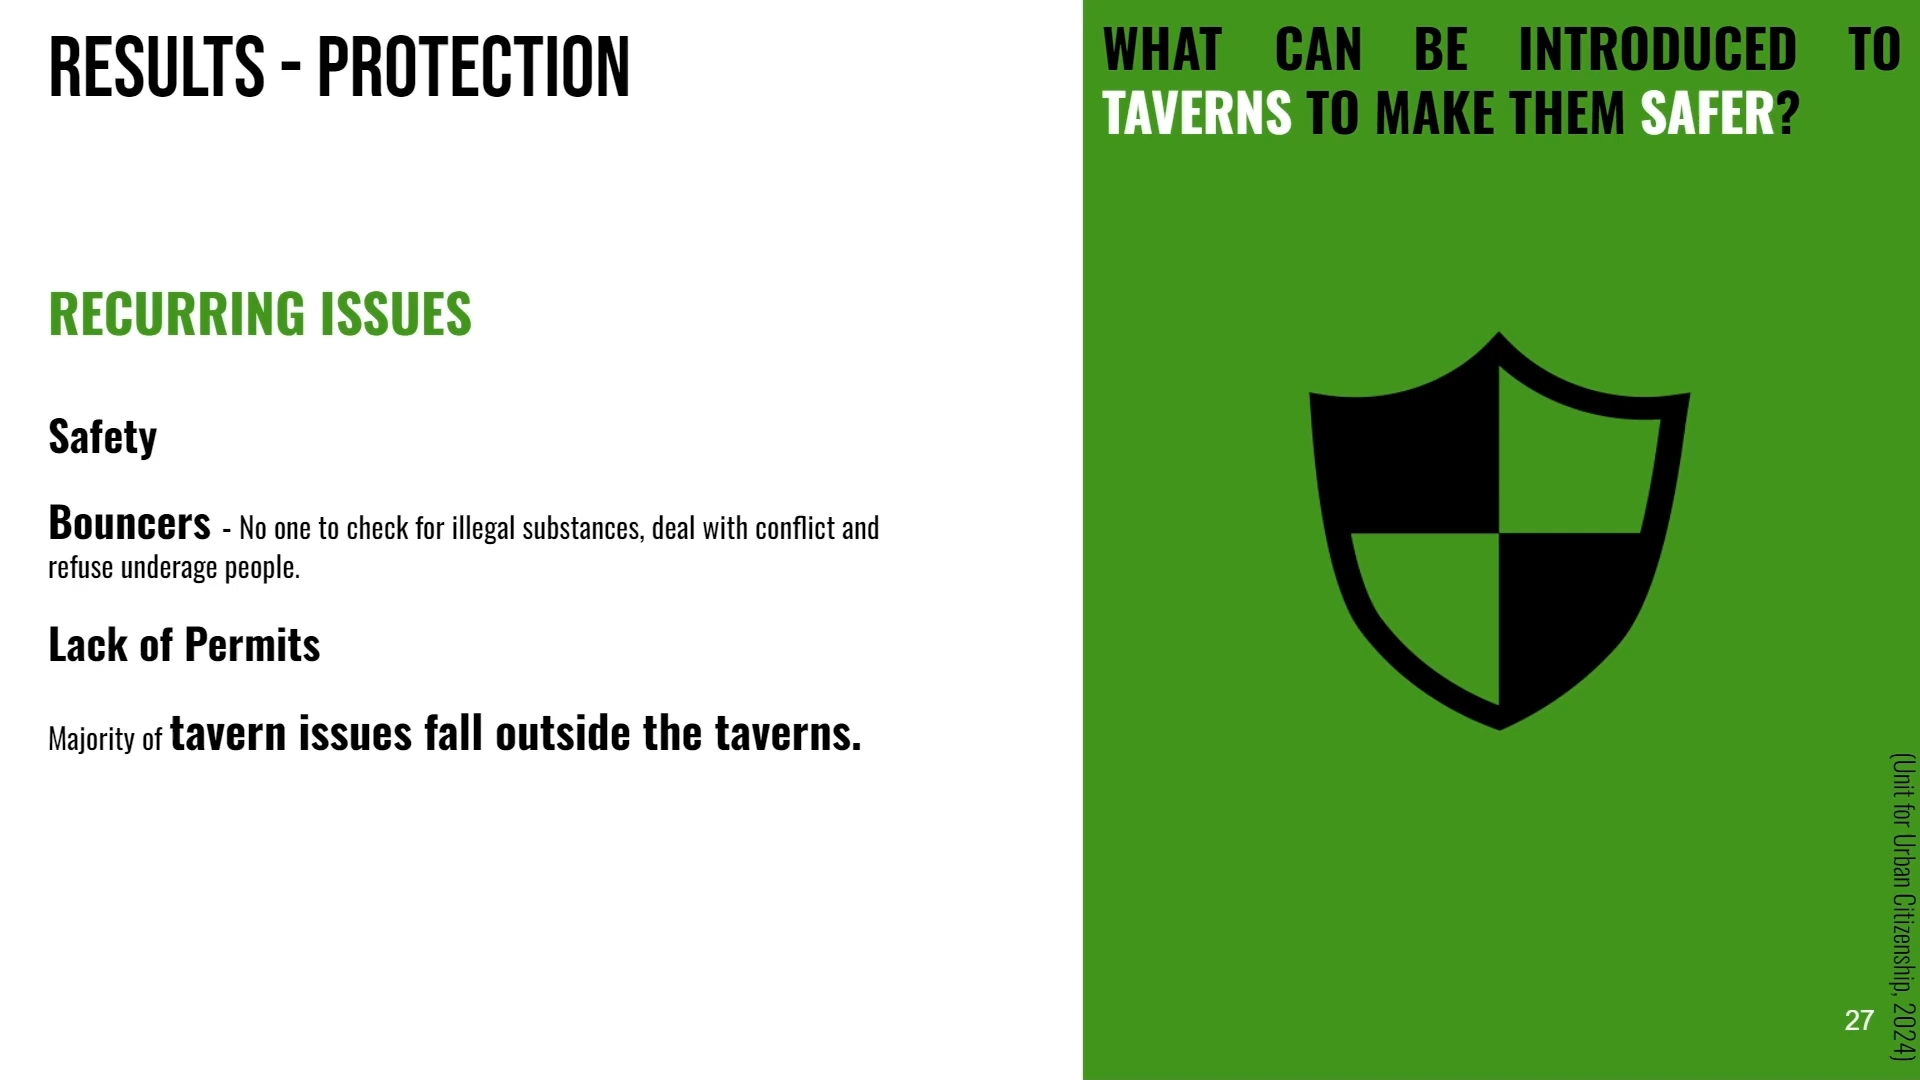 RESULTS - PROTECTION
RECURRING ISSUES
Safety
Bouncers - No one to check for illegal substances, deal with conflict and
refuse underage people.
Lack of Permits
Majority of tavern issues fall outside the taverns.
WHAT CAN BE INTRODUCED TO
TAVERNS TO MAKE THEM SAFER?
(Unit for Urban Citizenship, 2024)
27